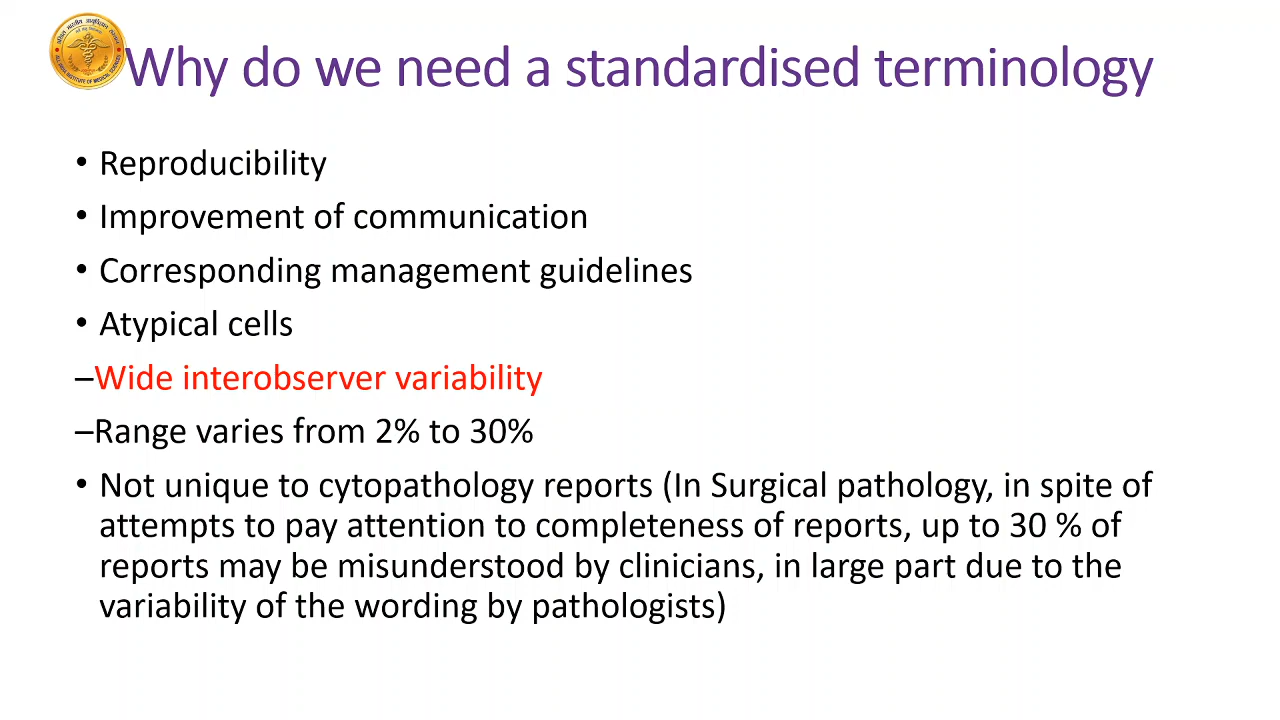 Why do we need a standardised terminology
• Reproducibility
• Improvement of communication
• Corresponding management guidelines
• Atypical cells
–Wide interobserver variability
–Range varies from 2% to 30%
• Not unique to cytopathology reports (In Surgical pathology, in spite of
attempts to pay attention to completeness of reports, up to 30 % of
reports may be misunderstood by clinicians, in large part due to the
variability of the wording by pathologists)